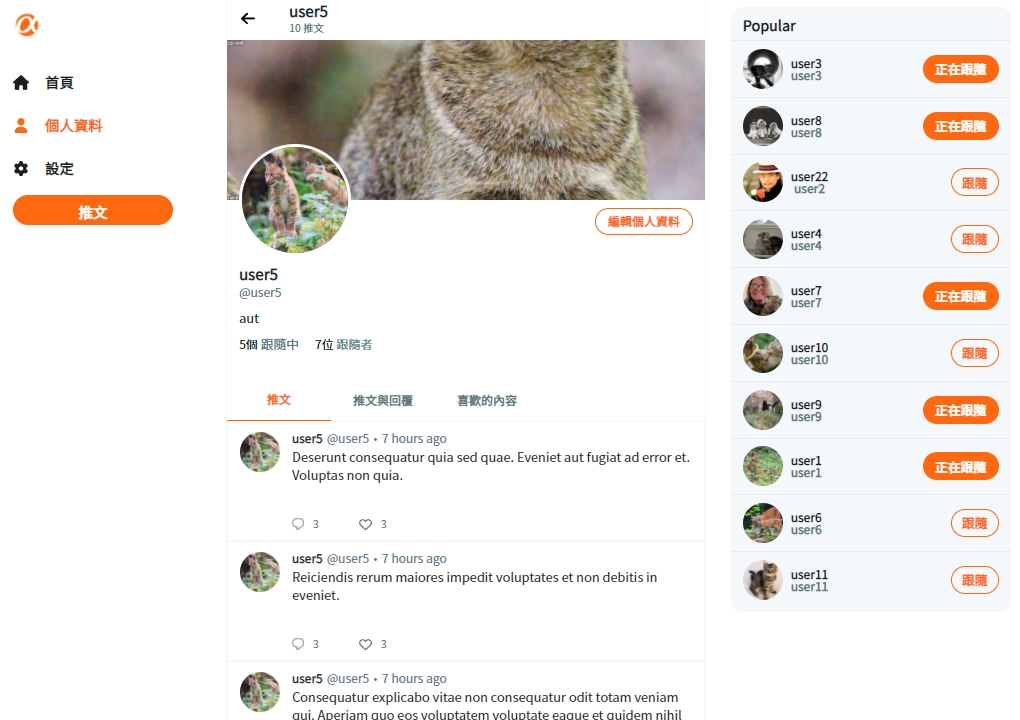 首頁
個人資料
設定
推文
user5
10 推文
編輯個人資料
user5
@user5
aut
5個 跟隨中 7位 跟隨者
推文 推文與回覆 喜歡的內容
user5 @user5 • 7 hours ago
Deserunt consequatur quia sed quae. Eveniet aut fugiat ad error et.
Voluptas non quia.
3 3
user5 @user5 • 7 hours ago
Reiciendis rerum maiores impedit voluptates et non debitis in
eveniet.
3 3
user5 @user5 • 7 hours ago
Consequatur explicabo vitae non consequatur odit totam veniam
qui. Aperiam quo eos voluptatem voluptate eaque et quidem nihil
Popular
user3
user3
正在跟隨
user8
user8
正在跟隨
user22
user2
跟隨
user4
user4
跟隨
user7
user7
正在跟隨
user10
user10
跟隨
user9
user9
正在跟隨
user1
user1
正在跟隨
user6
user6
跟隨
user11
user11
跟隨